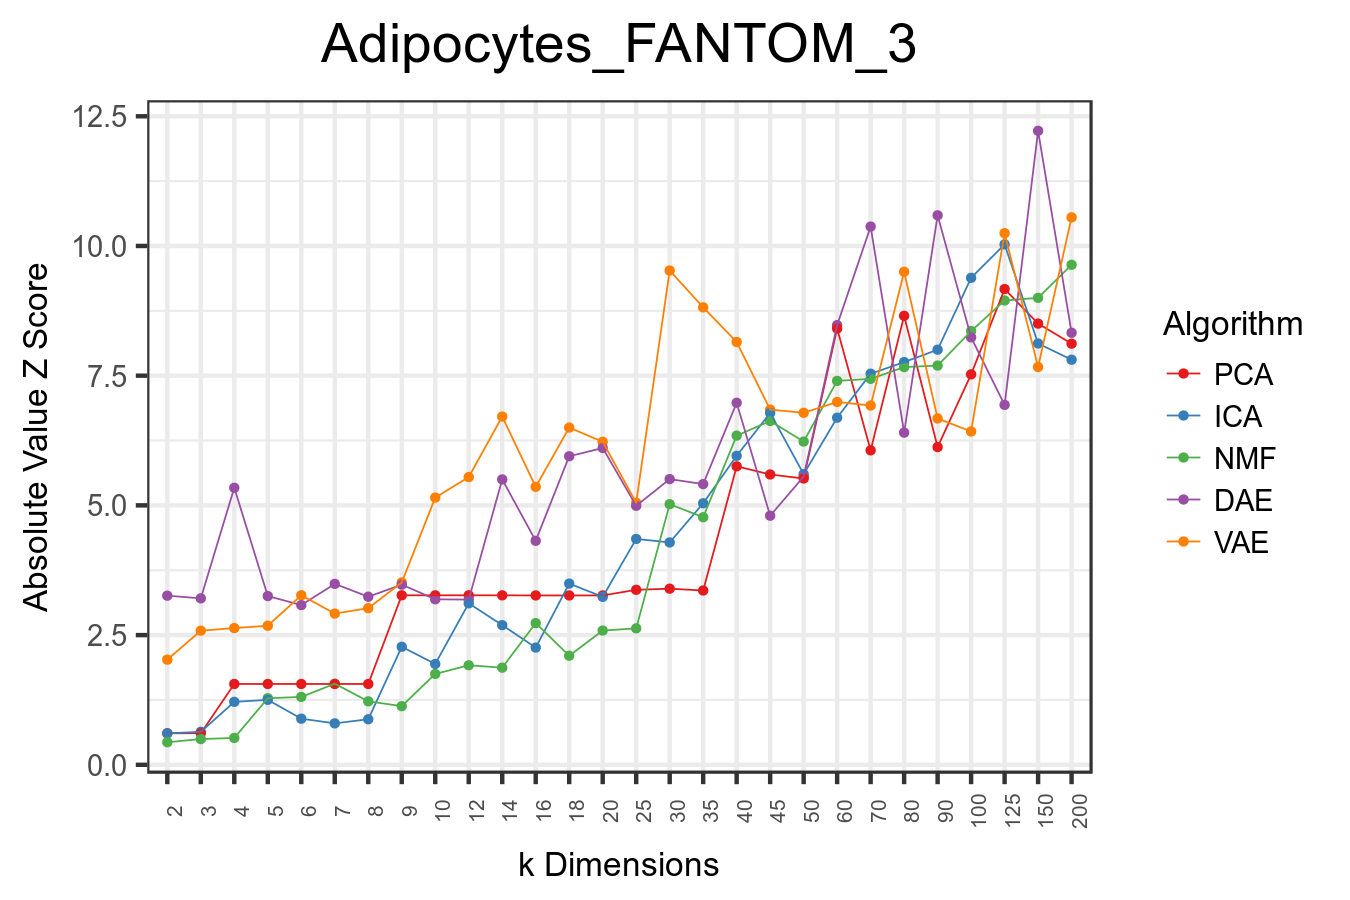 Adipocytes_FANTOM_3
Absolute Value Z Score
12.5
10.0
7.5
5.0
2.5
0.0
2 3 4 5 6 7 8 9 10 12 14 16 18 20 25 30 35 40 45 50 60 70 80 90 100 125 150 200
k Dimensions
Algorithm
PCA
ICA
NMF
DAE
VAE